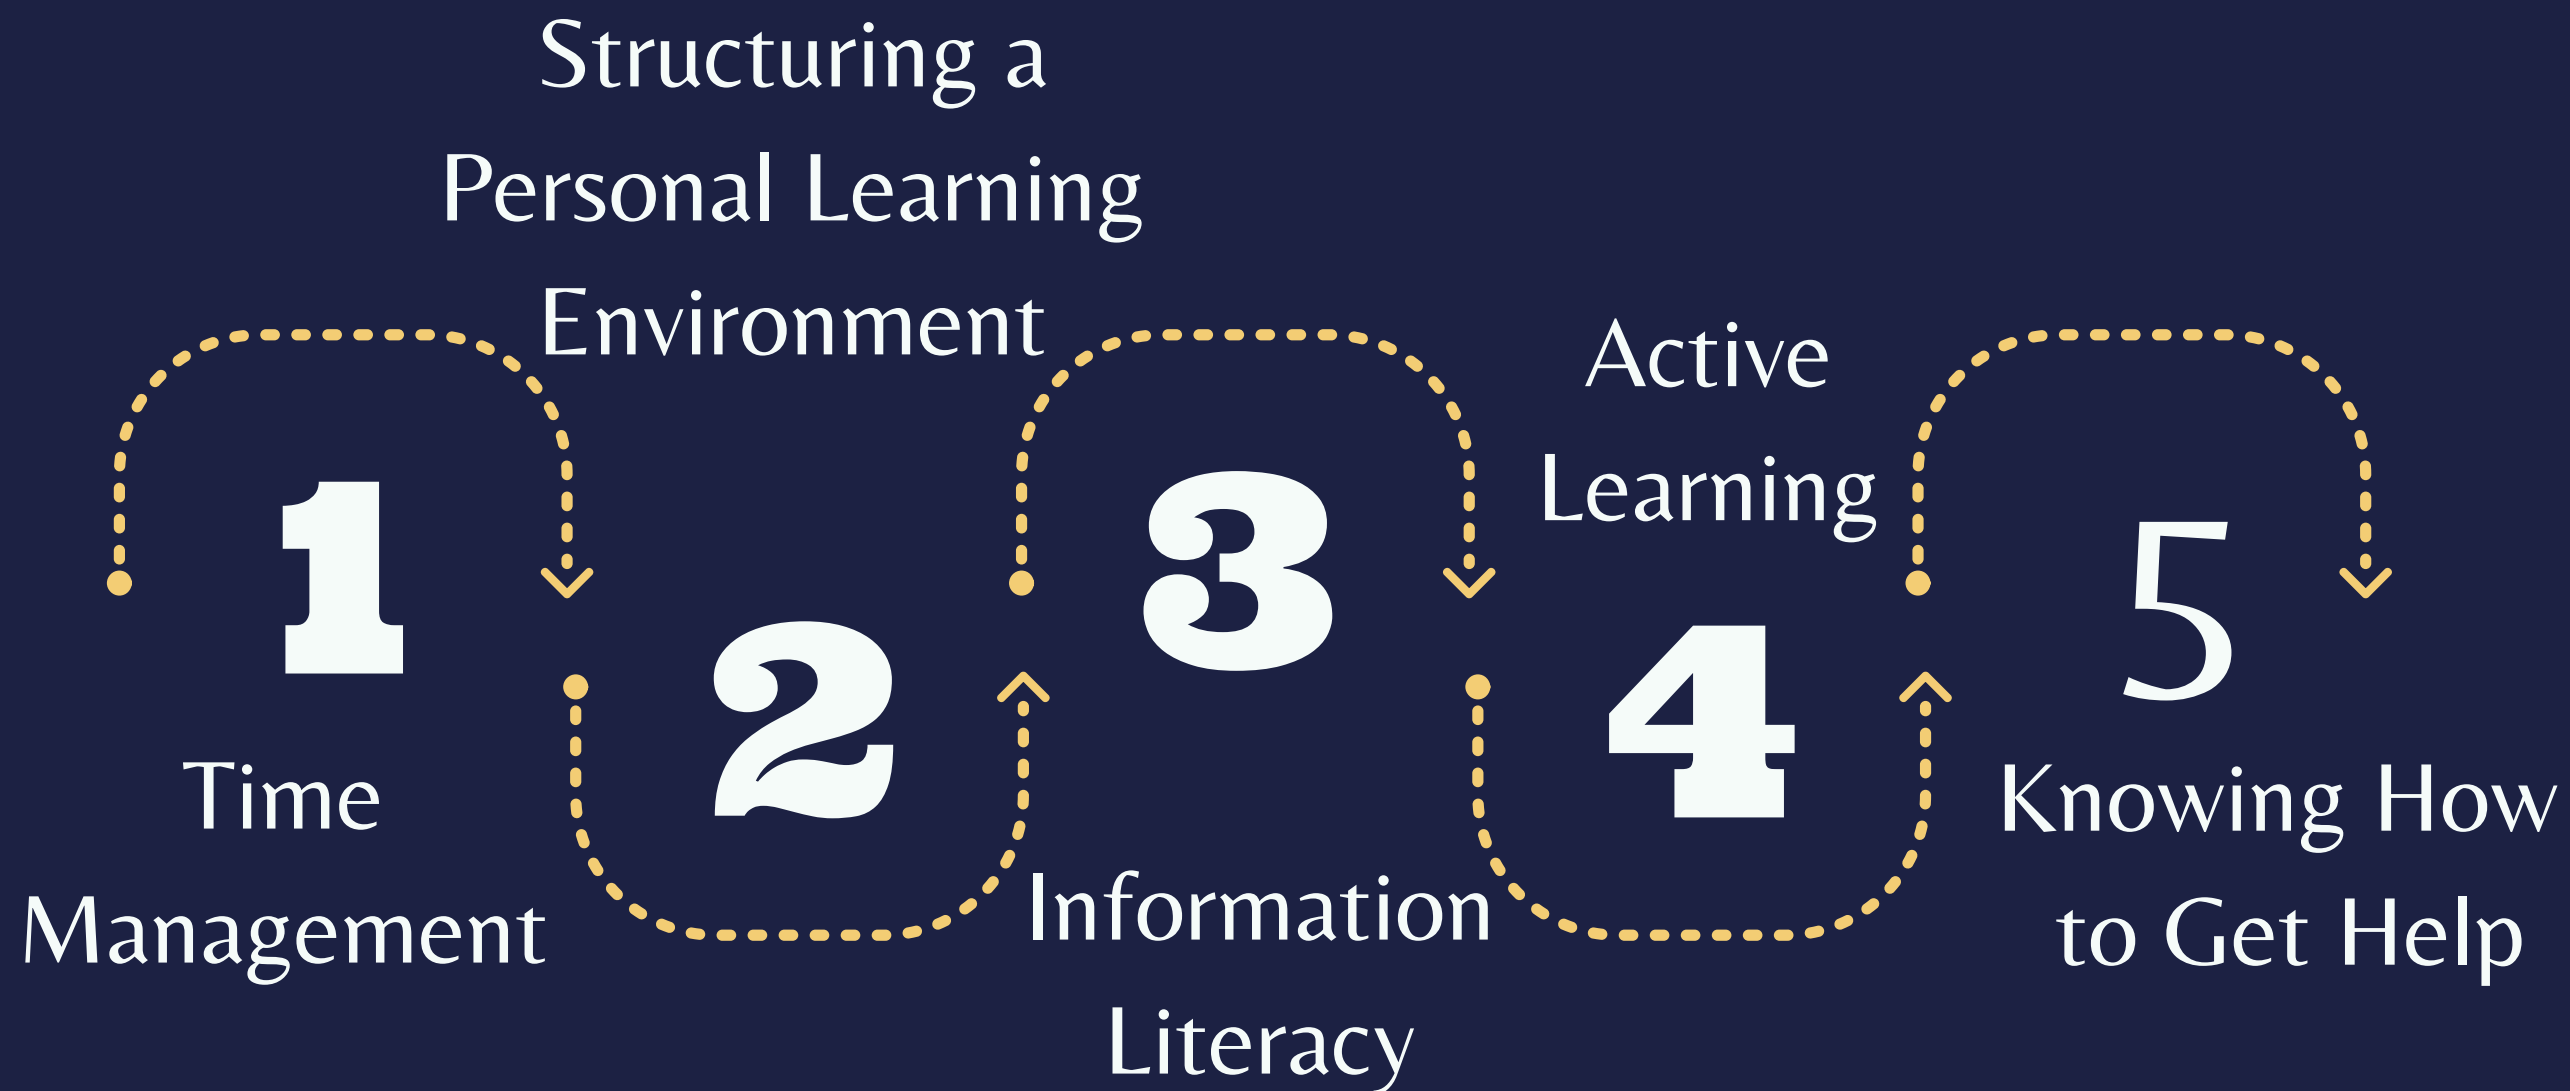 1
Time
Management
Structuring a
Personal Learning
Environment
2
3
Information
Literacy
Active
Learning
4
5
Knowing How
to Get Help